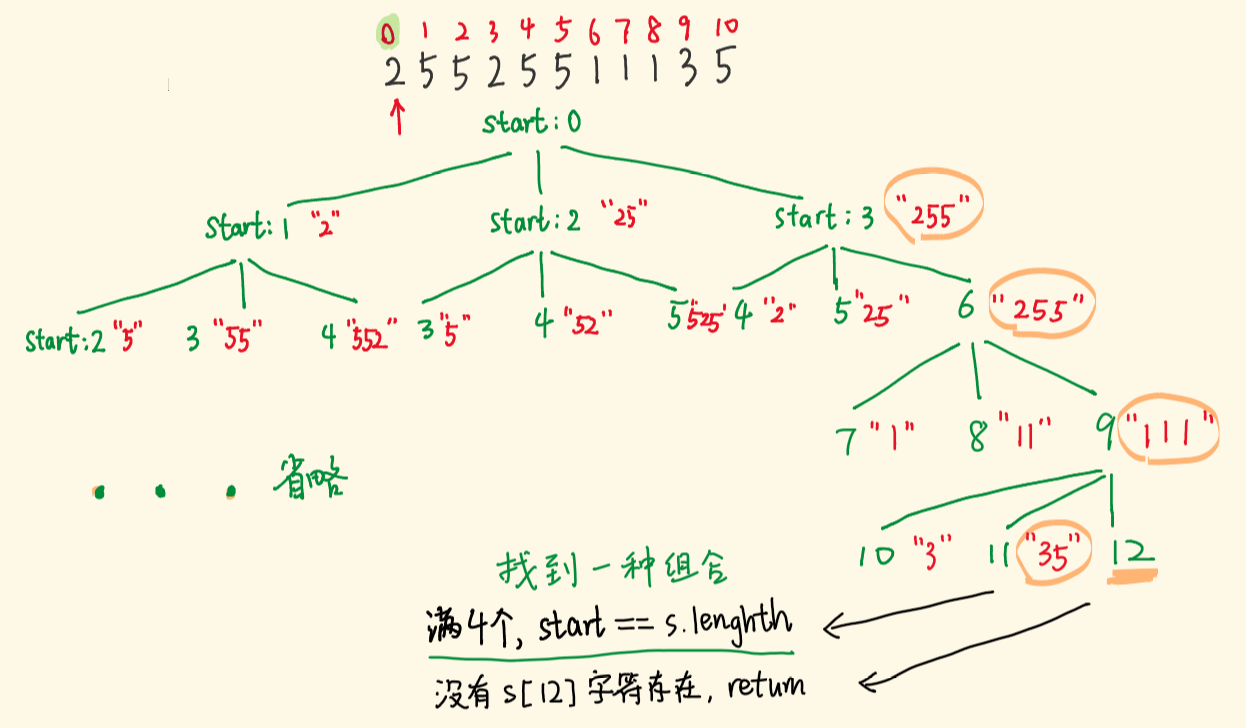 0 1 2 3 4 5 6 7 8 9 10
2 5 5 2 5 5 1 1 1 3 5
start:0
start:1 "2" start:2 "25" start:3 "255"
start:2 "5" 3 "55" 4 "552" 3 "5" 4 "52" 5 "525" 4 "2" 5 "25" 6 "255"
7 "1" 8 "11" 9 "111"
... 省略
10 "3" 11 "35" 12
找到一种组合
满4个, start == s.lenghth
没有 s[12] 字符存在, return